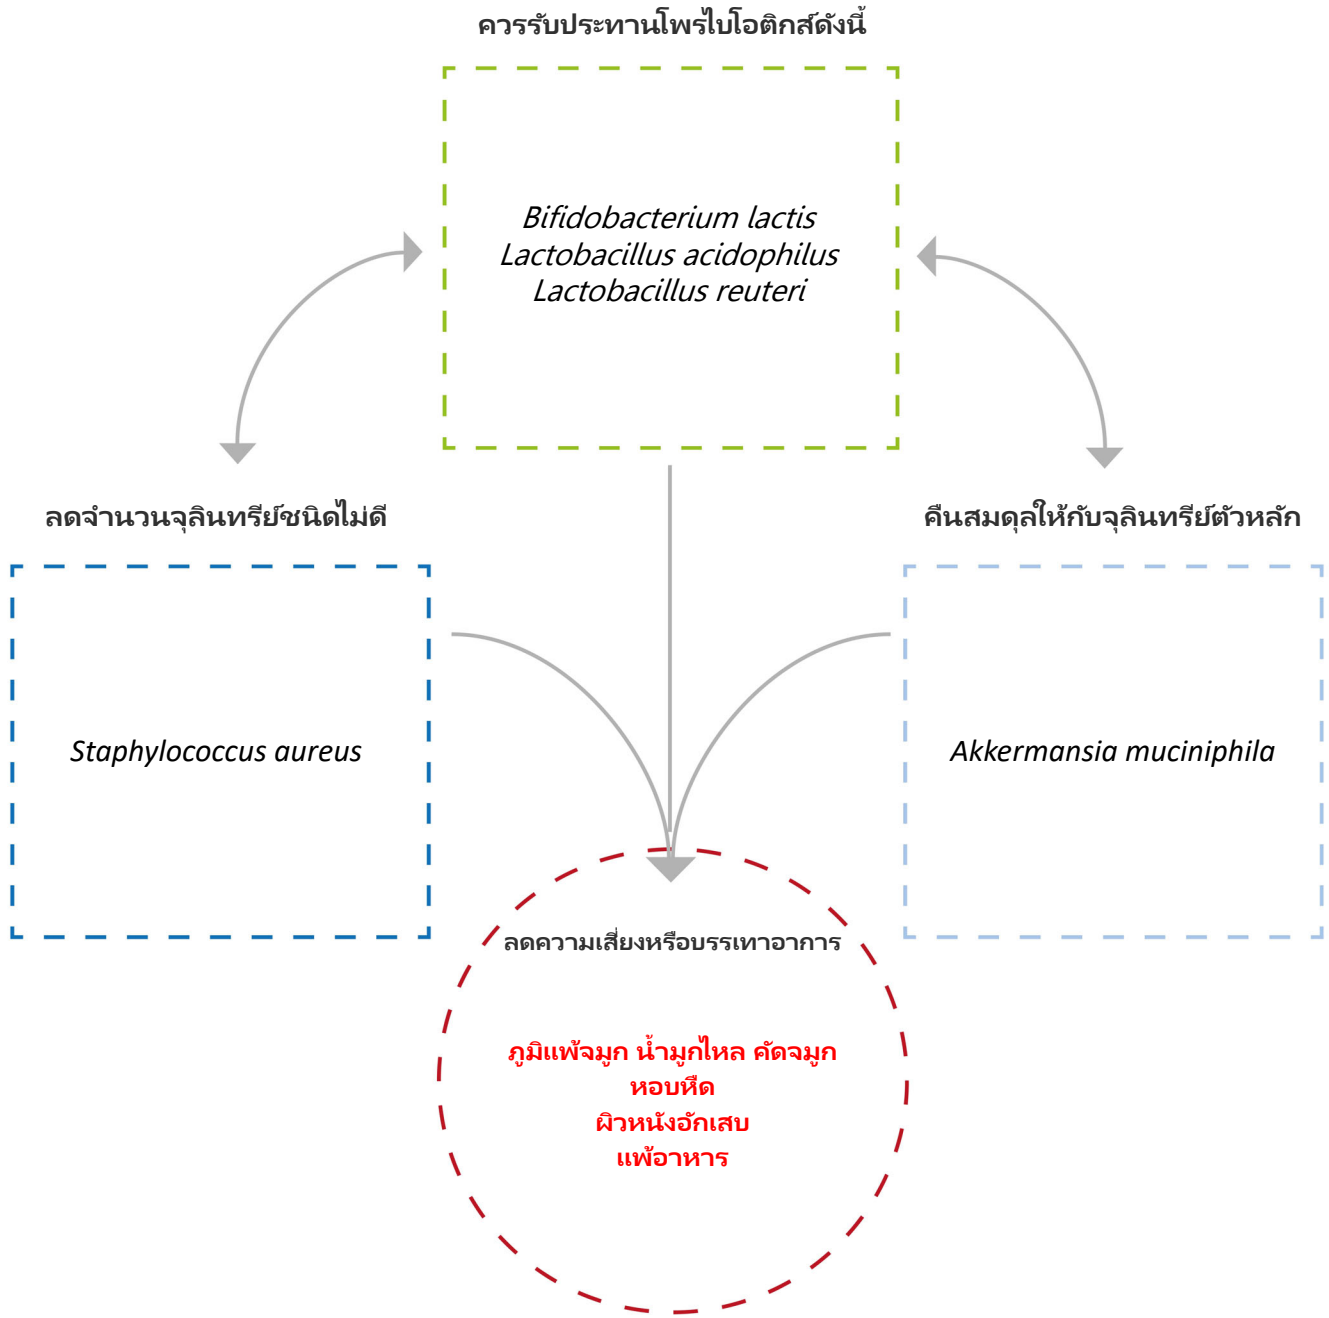 ควรรับประทานโพรไบโอติกส์ดังนี้
Bifidobacterium lactis
Lactobacillus acidophilus
Lactobacillus reuteri
ลดจำนวนจุลินทรีย์ชนิดไม่ดี
คืนสมดุลให้กับจุลินทรีย์ตัวหลัก
Staphylococcus aureus
Akkermansia muciniphila
ลดความเสี่ยงหรือบรรเทาอาการ
ภูมิแพ้จมูก น้ำมูกไหล คัดจมูก
หอบหืด
ผิวหนังอักเสบ
แพ้อาหาร